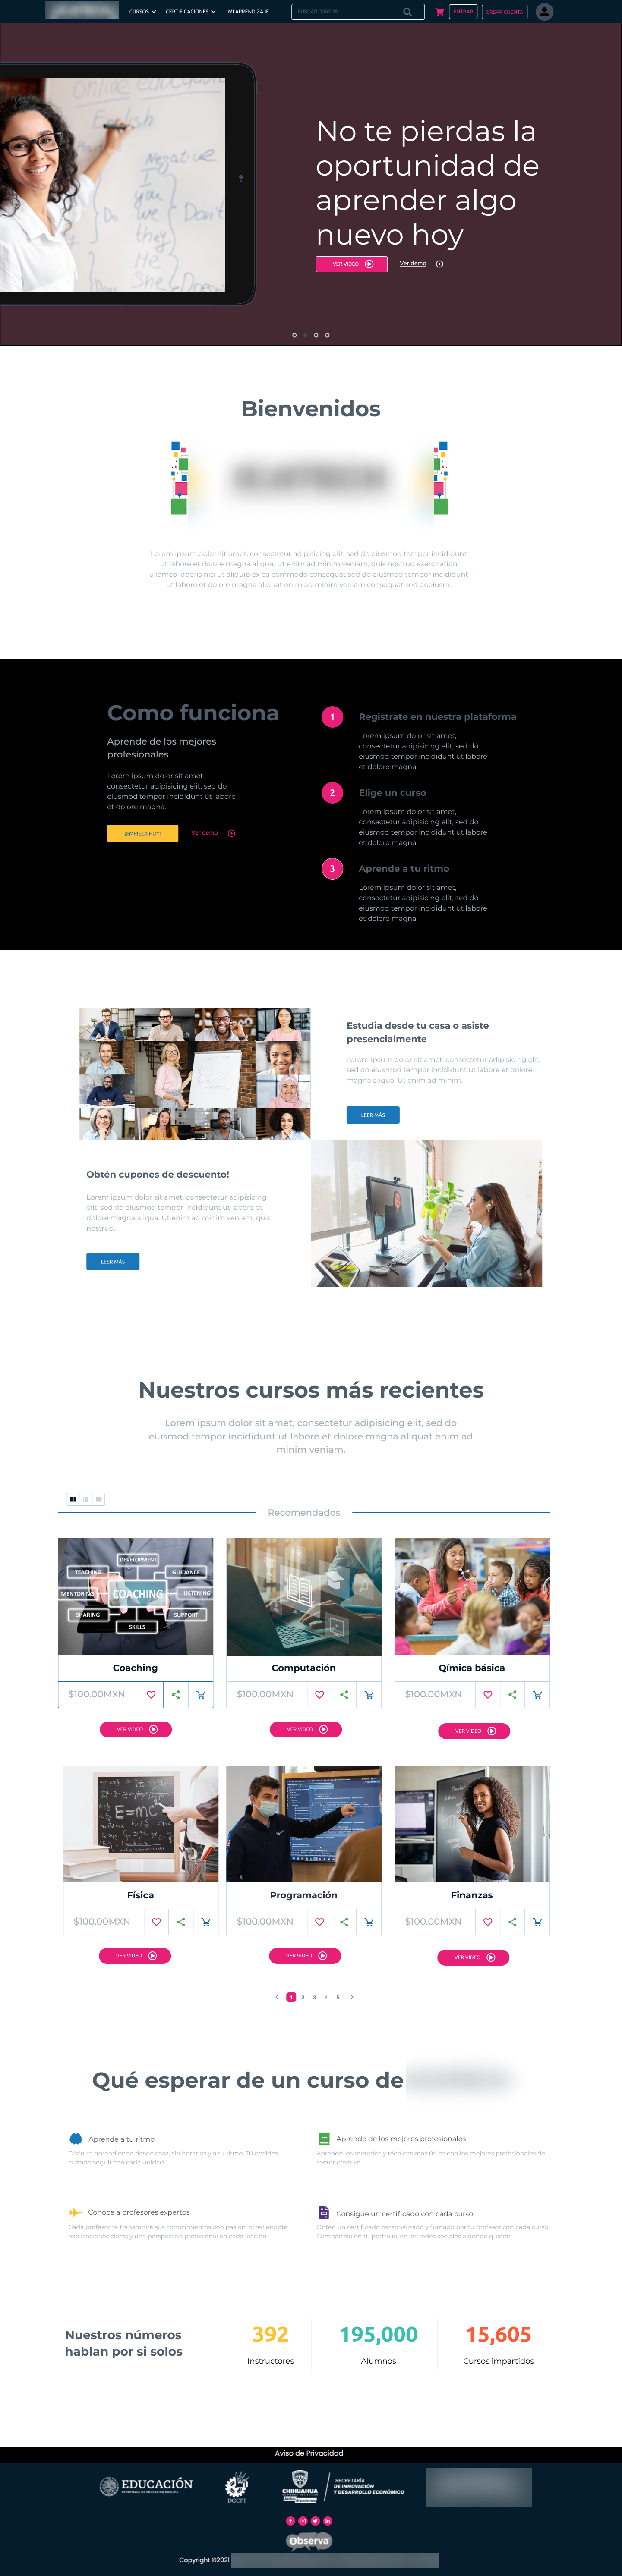 CURSOS
CERTIFICACIONES
MI APRENDIZAJE
BUSCAR CURSOS
ENTRAR
CREAR CUENTA
online educación
english
Negative
you
he
She Does
No te pierdas la
oportunidad de
aprender algo
nuevo hoy
VER VIDEO
Ver demo
Bienvenidos
Lorem ipsum dolor sit amet, consectetur adipisicing elit, sed do eiusmod tempor incididunt
ut labore et dolore magna aliqua. Ut enim ad minim veniam, quis nostrud exercitation
ullamco laboris nisi ut aliquip ex ea commodo consequat sed do eiusmod tempor incididunt
ut labore et dolore magna aliquat enim ad minim veniam consequat sed doeiusm.
Como funciona
Aprende de los mejores
profesionales
Lorem ipsum dolor sit amet,
consectetur adipisicing elit, sed do
eiusmod tempor incididunt ut labore
et dolore magna.
¡EMPIEZA HOY!
Ver demo
1
Registrate en nuestra plataforma
Lorem ipsum dolor sit amet,
consectetur adipisicing elit, sed do
eiusmod tempor incididunt ut labore
et dolore magna.
2
Elige un curso
Lorem ipsum dolor sit amet,
consectetur adipisicing elit, sed do
eiusmod tempor incididunt ut labore
et dolore magna.
3
Aprende a tu ritmo
Lorem ipsum dolor sit amet,
consectetur adipisicing elit, sed do
eiusmod tempor incididunt ut labore
et dolore magna.
Estudia desde tu casa o asiste
presencialmente
Lorem ipsum dolor sit amet, consectetur adipisicing elit,
sed do eiusmod tempor incididunt ut labore et dolore
magna aliqua. Ut enim ad minim
LEER MÁS
Obtén cupones de descuento!
Lorem ipsum dolor sit amet, consectetur adipisicing
elit, sed do eiusmod tempor incididunt ut labore et
dolore magna aliqua. Ut enim ad minim veniam, quis
nostrud.
LEER MÁS
Nuestros cursos más recientes
Lorem ipsum dolor sit amet, consectetur adipisicing elit, sed do
eiusmod tempor incididunt ut labore et dolore magna aliquat enim ad
minim veniam.
Recomendados
DEVELOPMENT
TEACHING
GUIDANCE
MENTORING
COACHING
LISTENING
SHARING
SUPPORT
SKILLS
Coaching
Computación
Qímica básica
$100.00MXN
$100.00MXN
$100.00MXN
VER VIDEO
VER VIDEO
VER VIDEO
E=mc²
Física
Programación
Finanzas
$100.00MXN
$100.00MXN
$100.00MXN
VER VIDEO
VER VIDEO
VER VIDEO
< 1 2 3 4 5 >
Qué esperar de un curso de
Aprende a tu ritmo
Disfruta aprendiendo desde casa, sin horarios y a tu ritmo. Tú decides
cuándo seguir con cada unidad.
Aprende de los mejores profesionales
Aprende los métodos y técnicas más útiles con los mejores profesionales del
sector creativo.
Conoce a profesores expertos
Cada profesor te transmitirá sus conocimientos con pasión, ofreciéndote
explicaciones claras y una perspectiva profesional en cada lección.
Consigue un certificado con cada curso
Obtén un certificado personalizado y firmado por tu profesor con cada curso.
Compártelo en tu portfolio, en las redes sociales o donde quieras
Nuestros números
hablan por si solos
392
Instructores
195,000
Alumnos
15,605
Cursos impartidos
Aviso de Privacidad
EDUCACIÓN
SECRETARÍA DE EDUCACIÓN PÚBLICA
DGCFT
CHIHUAHUA
SECRETARÍA
DE INNOVACIÓN
Y DESARROLLO ECONÓMICO
observa
Copyright ©2021